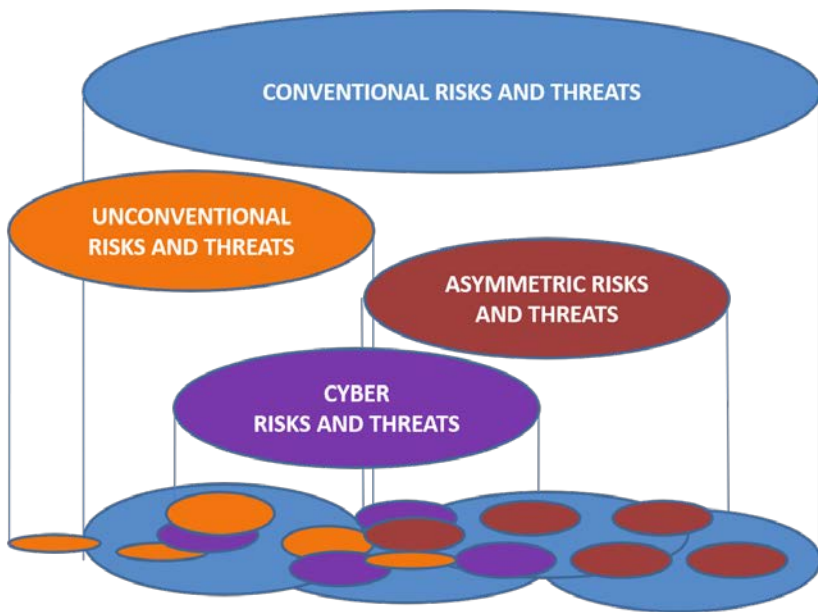 CONVENTIONAL RISKS AND THREATS
UNCONVENTIONAL
RISKS AND THREATS
ASYMMETRIC RISKS
AND THREATS
CYBER
RISKS AND THREATS